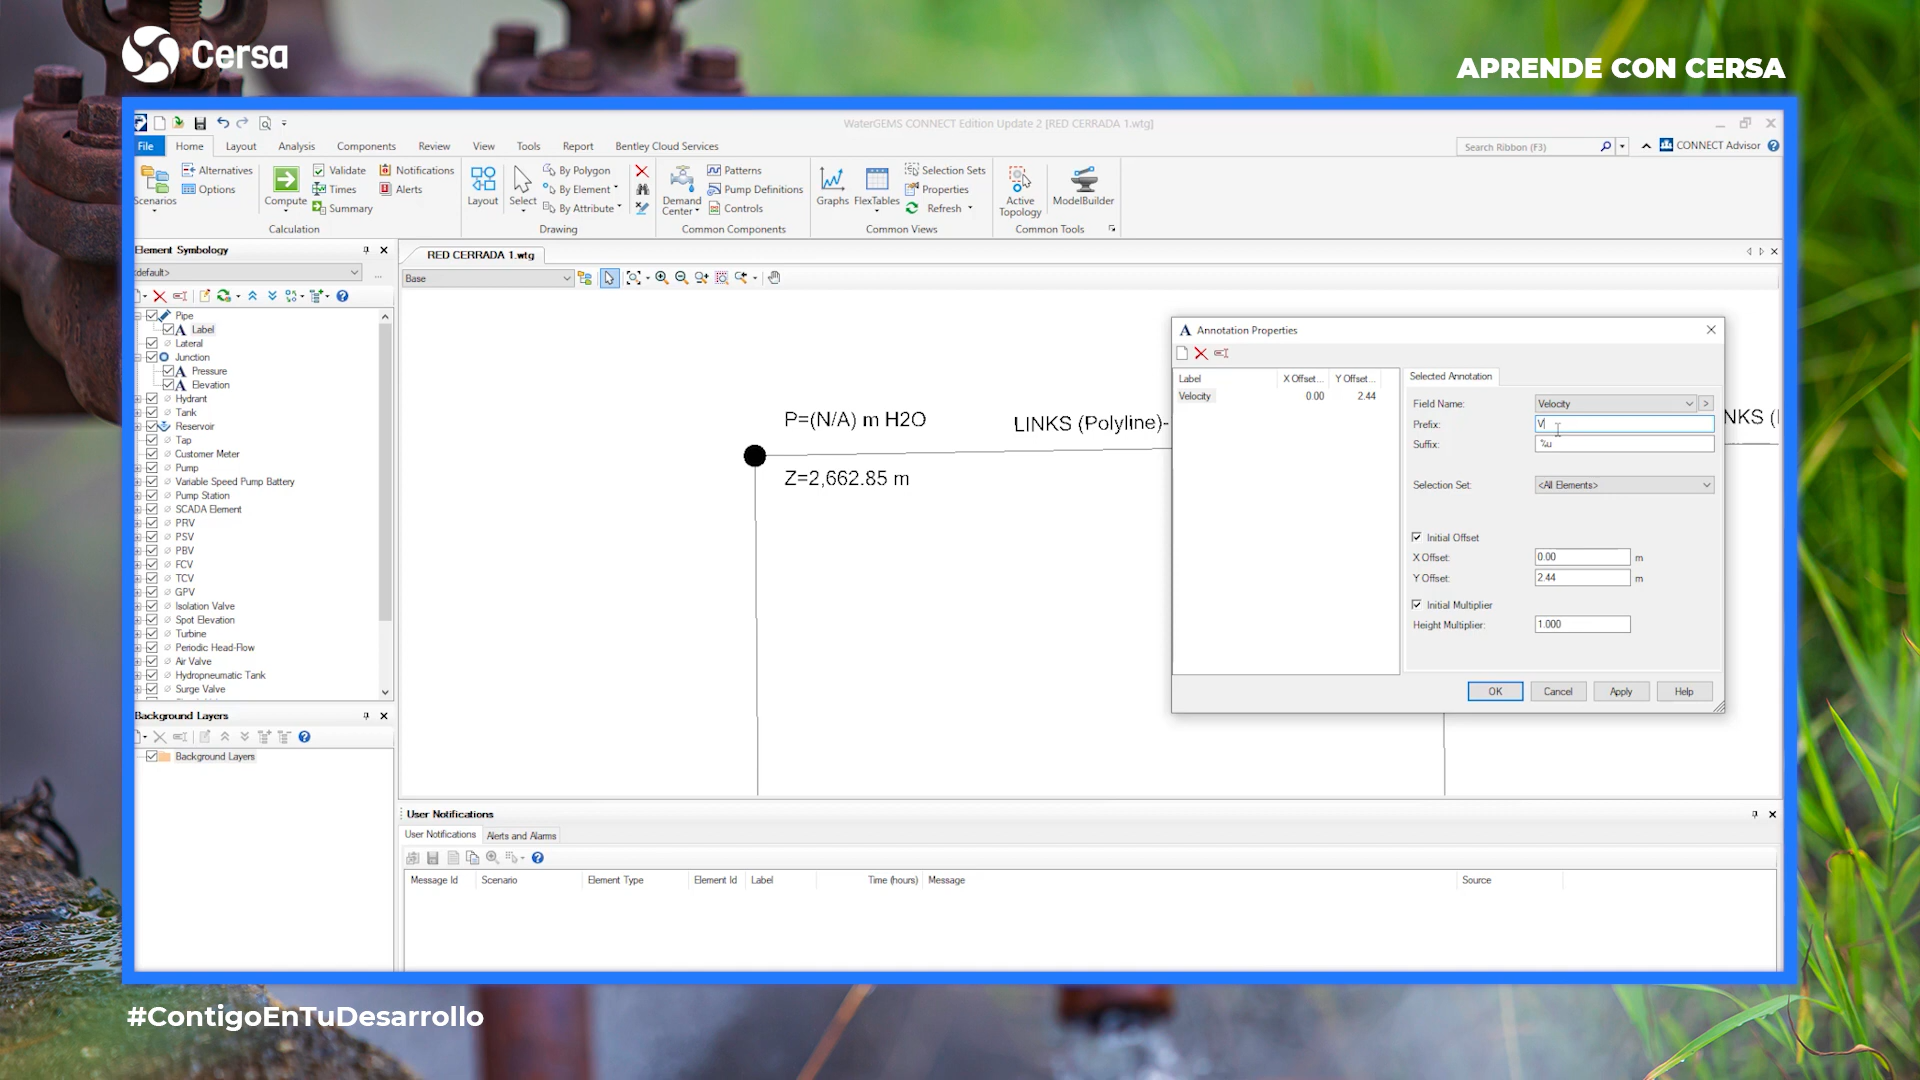 Cersa
APRENDE CON CERSA
WaterGEMS CONNECT Edition Update 2 [RED CERRADA 1.wtg]
File Home Layout Analysis Components Review View Tools Report Bentley Cloud Services
Search Ribbon (F3)
CONNECT Advisor
Scenarios
Alternatives
Options
Compute
Validate
Times
Summary
Notifications
Alerts
Calculation
Layout
Select
By Polygon
By Element
By Attribute
Drawing
Demand Center
Patterns
Pump Definitions
Controls
Common Components
Graphs
FlexTables
Selection Sets
Properties
Refresh
Common Views
Active Topology
ModelBuilder
Common Tools
Element Symbology
<default>
Pipe
Label
Lateral
Junction
Pressure
Elevation
Hydrant
Tank
Reservoir
Tap
Customer Meter
Pump
Variable Speed Pump Battery
Pump Station
SCADA Element
PRV
PSV
PBV
FCV
TCV
GPV
Isolation Valve
Spot Elevation
Turbine
Periodic Head-Flow
Air Valve
Hydropneumatic Tank
Surge Valve
Background Layers
Background Layers
RED CERRADA 1.wtg
Base
P=(N/A) m H2O
LINKS (Polyline)-
Z=2,662.85 m
NKS (
Annotation Properties
Label X Offset... Y Offset...
Velocity 0.00 2.44
Selected Annotation
Field Name: Velocity >
Prefix: V
Suffix: %u
Selection Set: <All Elements>
Initial Offset
X Offset: 0.00 m
Y Offset: 2.44 m
Initial Multiplier
Height Multiplier: 1.000
OK Cancel Apply Help
User Notifications
User Notifications Alerts and Alarms
Message Id Scenario Element Type Element Id Label Time (hours) Message Source
#ContigoEnTuDesarrollo